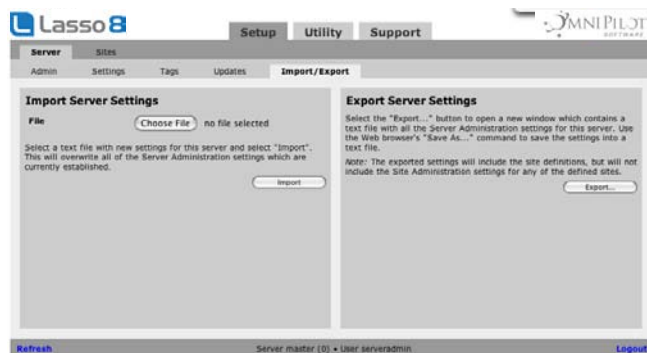 Lasso 8
Setup Utility Support
OMNIPILOT
SOFTWARE
Server Sites
Admin Settings Tags Updates Import/Export
Import Server Settings
File Choose File no file selected
Select a text file with new settings for this server and select "Import".
This will overwrite all of the Server Administration settings which are
currently established.
Import
Export Server Settings
Select the "Export..." button to open a new window which contains a
text file with all the Server Administration settings for this server. Use
the Web browser's "Save As..." command to save the settings into a
text file.
Note: The exported settings will include the site definitions, but will not
include the Site Administration settings for any of the defined sites.
Export...
Refresh Server master (0) • User serveradmin Logout